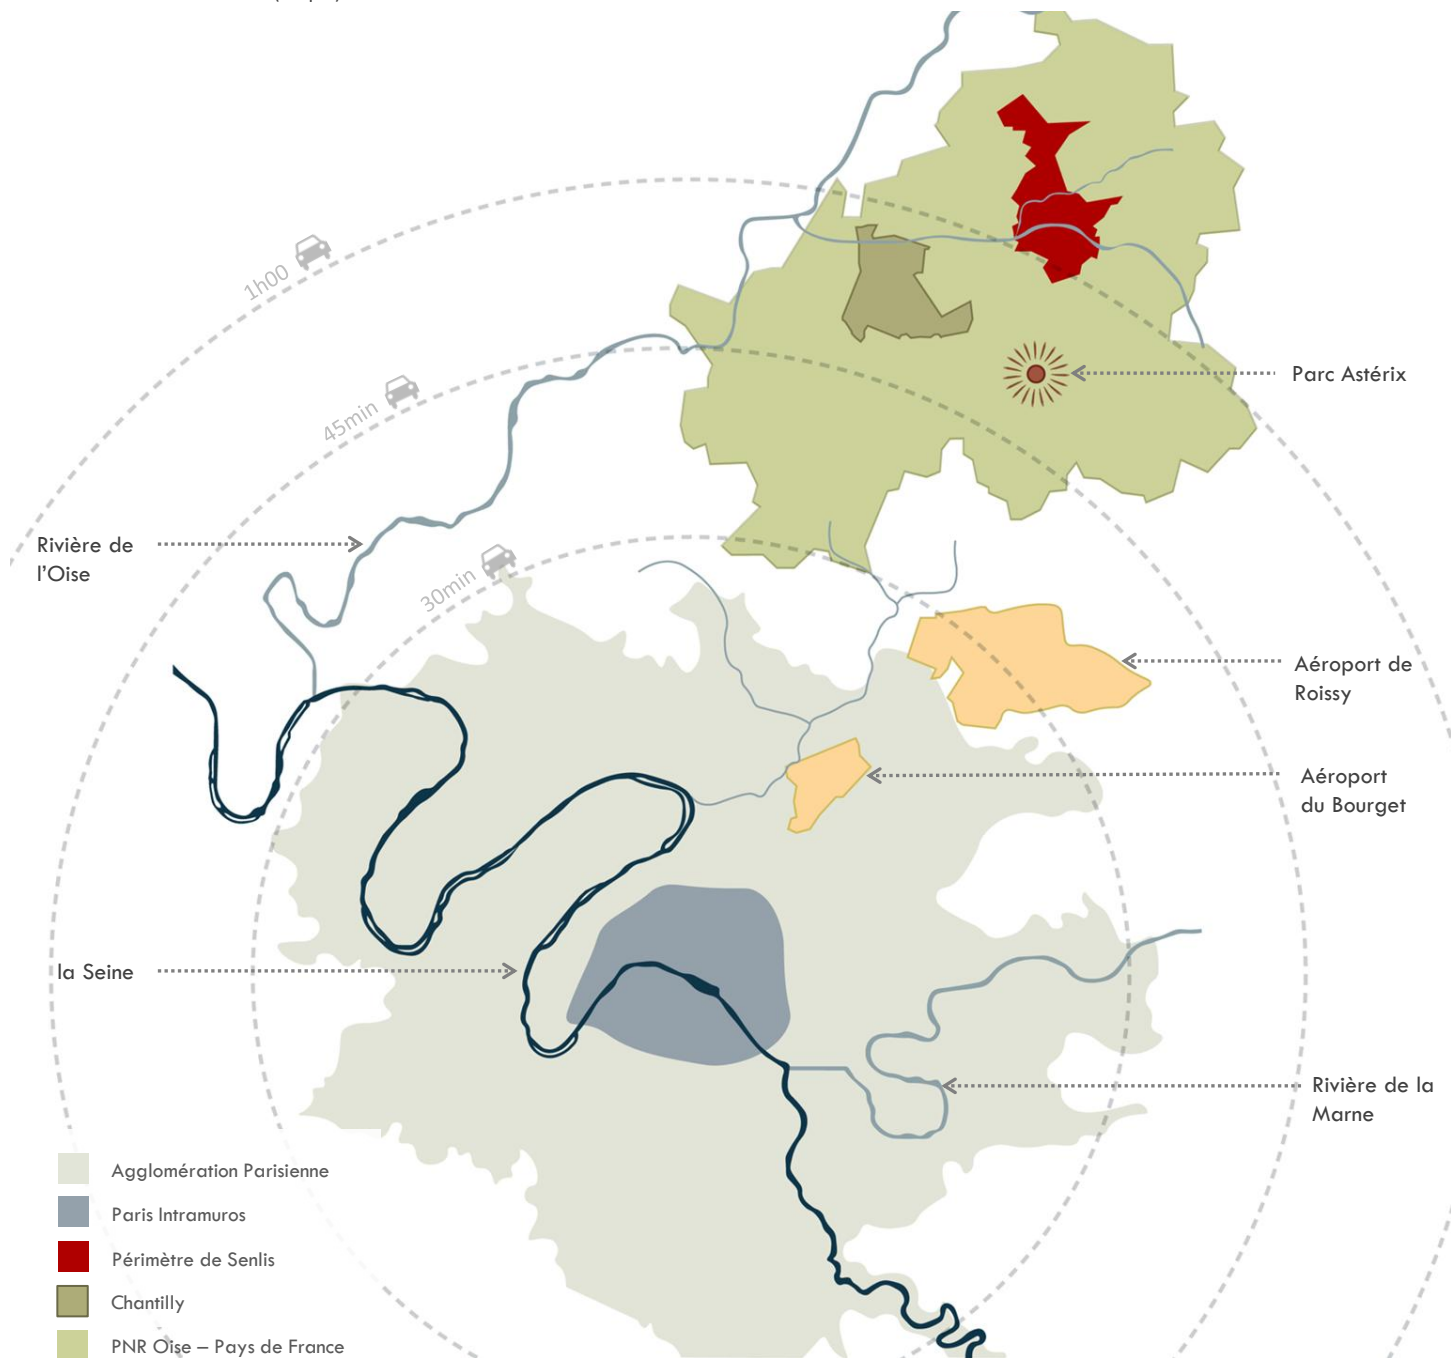 1h00
45min
30min
Parc Astérix
Rivière de
l'Oise
Aéroport de
Roissy
Aéroport
du Bourget
la Seine
Rivière de la
Marne
Agglomération Parisienne
Paris Intramuros
Périmètre de Senlis
Chantilly
PNR Oise – Pays de France